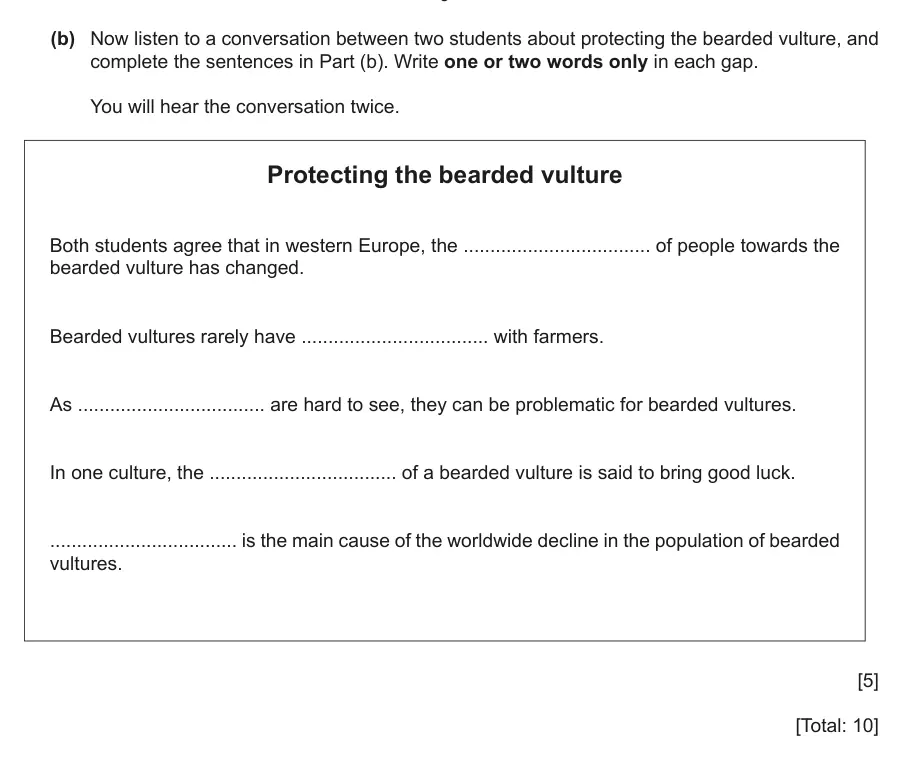 (b) Now listen to a conversation between two students about protecting the bearded vulture, and
complete the sentences in Part (b). Write one or two words only in each gap.
You will hear the conversation twice.
Protecting the bearded vulture
Both students agree that in western Europe, the ................................... of people towards the
bearded vulture has changed.
Bearded vultures rarely have ................................... with farmers.
As ................................... are hard to see, they can be problematic for bearded vultures.
In one culture, the ................................... of a bearded vulture is said to bring good luck.
................................... is the main cause of the worldwide decline in the population of bearded
vultures.
[5]
[Total: 10]